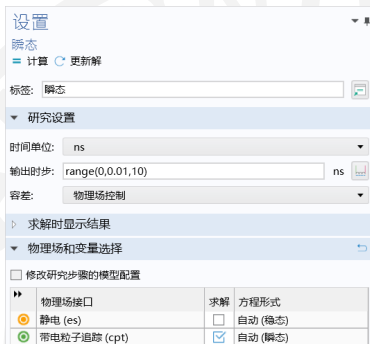 设置
瞬态
= 计算 更新解
标签: 瞬态
研究设置
时间单位: ns
输出时步: range(0,0.01,10) ns
容差: 物理场控制
求解时显示结果
物理场和变量选择
修改研究步骤的模型配置
物理场接口 求解 方程形式
静电 (es) 自动 (稳态)
带电粒子追踪 (cpt) 自动 (瞬态)